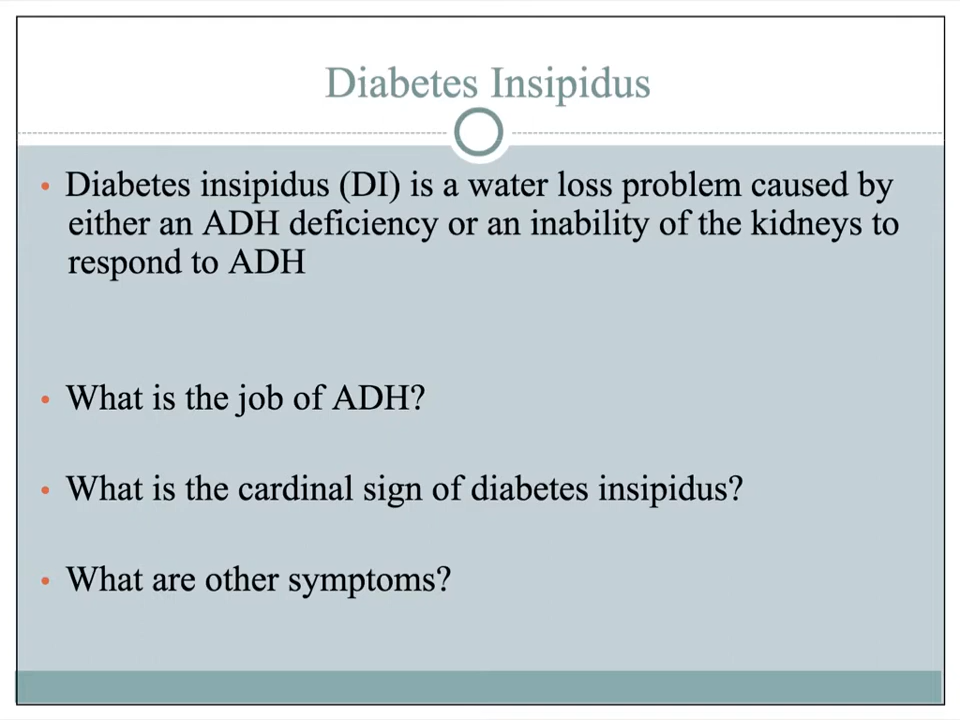 Diabetes Insipidus
• Diabetes insipidus (DI) is a water loss problem caused by
either an ADH deficiency or an inability of the kidneys to
respond to ADH
• What is the job of ADH?
• What is the cardinal sign of diabetes insipidus?
• What are other symptoms?